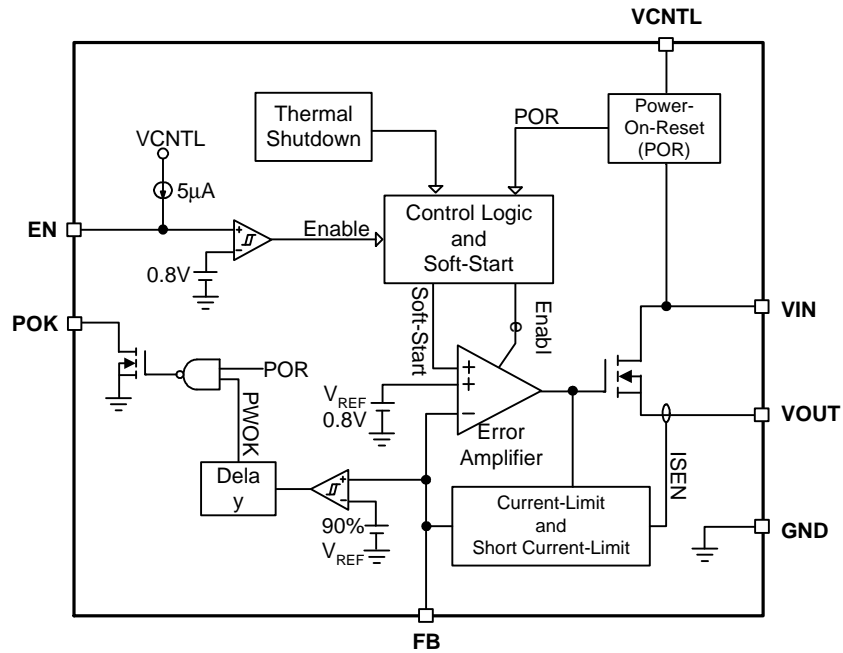 VCNTL
Thermal
Shutdown
POR
Power-
On-Reset
(POR)
VCNTL
5µA
EN
Enable
Control Logic
and
Soft-Start
0.8V
Soft-Start
Enabl
VIN
POK
POR
VREF
0.8V
PWOK
Error
Amplifier
VOUT
ISEN
Dela
y
90%
VREF
Current-Limit
and
Short Current-Limit
GND
FB